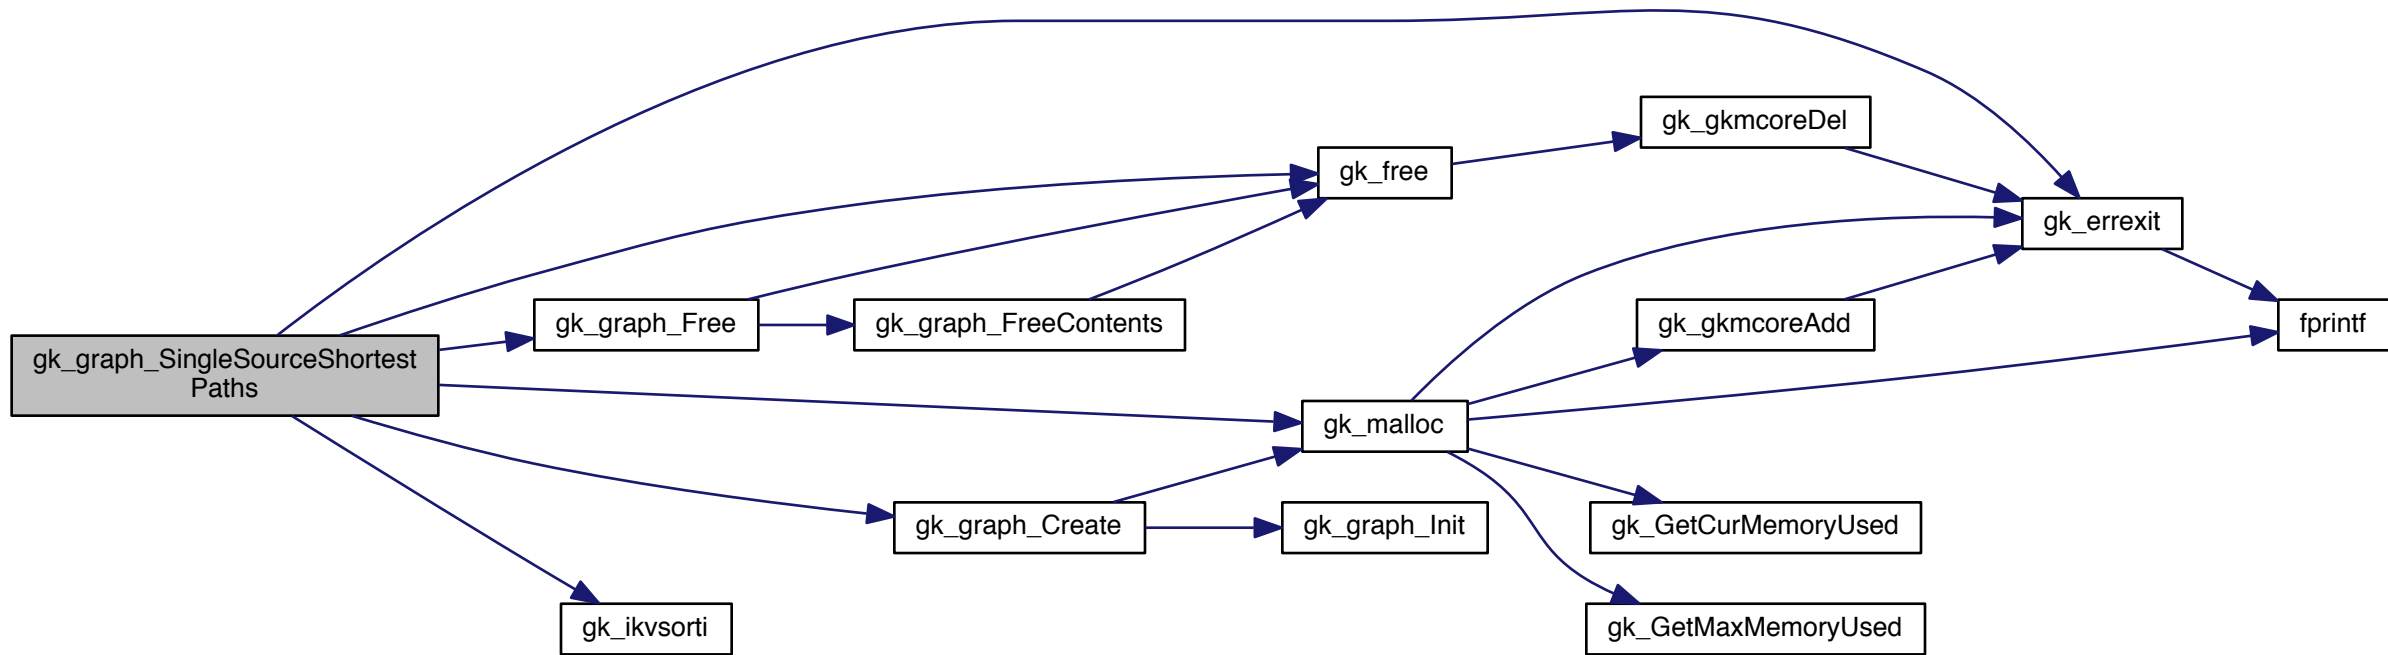 gk_gkmcoreDel
gk_free
gk_errexit
gk_graph_Free
gk_graph_FreeContents
gk_gkmcoreAdd
fprintf
gk_graph_SingleSourceShortest
Paths
gk_malloc
gk_graph_Create
gk_graph_Init
gk_GetCurMemoryUsed
gk_ikvsorti
gk_GetMaxMemoryUsed